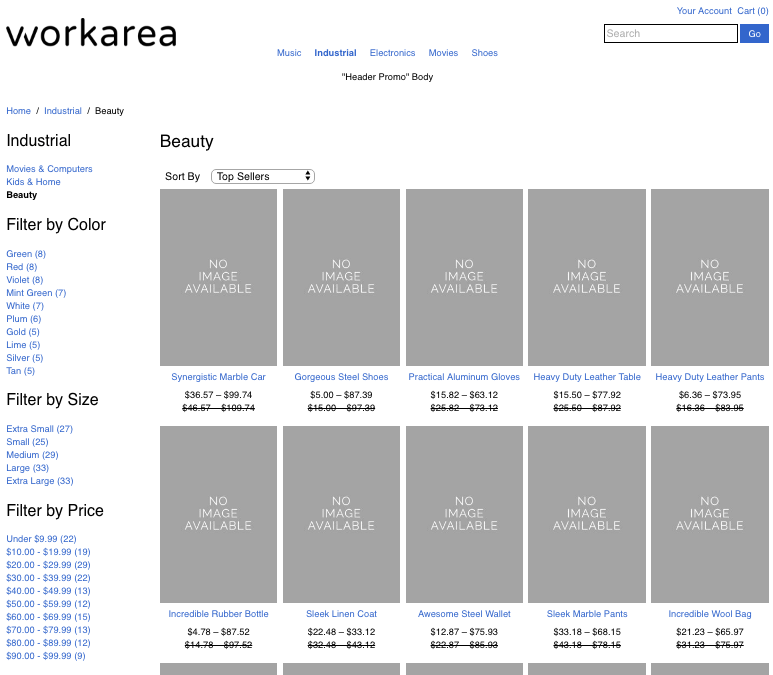 Your Account Cart (0)
workarea
Search Go
Music Industrial Electronics Movies Shoes
"Header Promo" Body
Home / Industrial / Beauty
Industrial
Movies & Computers
Kids & Home
Beauty
Filter by Color
Green (8)
Red (8)
Violet (8)
Mint Green (7)
White (7)
Plum (6)
Gold (5)
Lime (5)
Silver (5)
Tan (5)
Filter by Size
Extra Small (27)
Small (25)
Medium (29)
Large (33)
Extra Large (33)
Filter by Price
Under $9.99 (22)
$10.00 - $19.99 (19)
$20.00 - $29.99 (29)
$30.00 - $39.99 (22)
$40.00 - $49.99 (13)
$50.00 - $59.99 (12)
$60.00 - $69.99 (15)
$70.00 - $79.99 (13)
$80.00 - $89.99 (12)
$90.00 - $99.99 (9)
Beauty
Sort By Top Sellers
NO
IMAGE
AVAILABLE
Synergistic Marble Car
$36.57 – $99.74
$46.57 – $109.74
NO
IMAGE
AVAILABLE
Gorgeous Steel Shoes
$5.00 – $87.39
$15.00 – $97.39
NO
IMAGE
AVAILABLE
Practical Aluminum Gloves
$15.82 – $63.12
$25.82 – $73.12
NO
IMAGE
AVAILABLE
Heavy Duty Leather Table
$15.50 – $77.92
$25.50 – $87.92
NO
IMAGE
AVAILABLE
Heavy Duty Leather Pants
$6.36 – $73.95
$16.36 – $83.95
NO
IMAGE
AVAILABLE
Incredible Rubber Bottle
$4.78 – $87.52
$14.78 – $97.52
NO
IMAGE
AVAILABLE
Sleek Linen Coat
$22.48 – $33.12
$32.48 – $43.12
NO
IMAGE
AVAILABLE
Awesome Steel Wallet
$12.87 – $75.93
$22.87 – $85.93
NO
IMAGE
AVAILABLE
Sleek Marble Pants
$33.18 – $68.15
$43.18 – $78.15
NO
IMAGE
AVAILABLE
Incredible Wool Bag
$21.23 – $65.97
$31.23 – $75.97